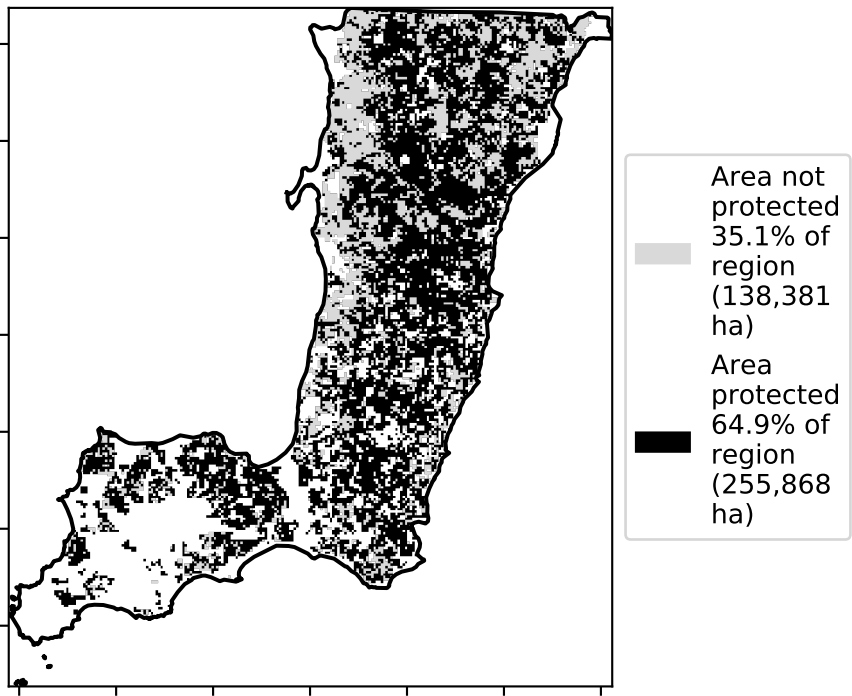 Area not
protected
35.1% of
region
(138,381
ha)
Area
protected
64.9% of
region
(255,868
ha)